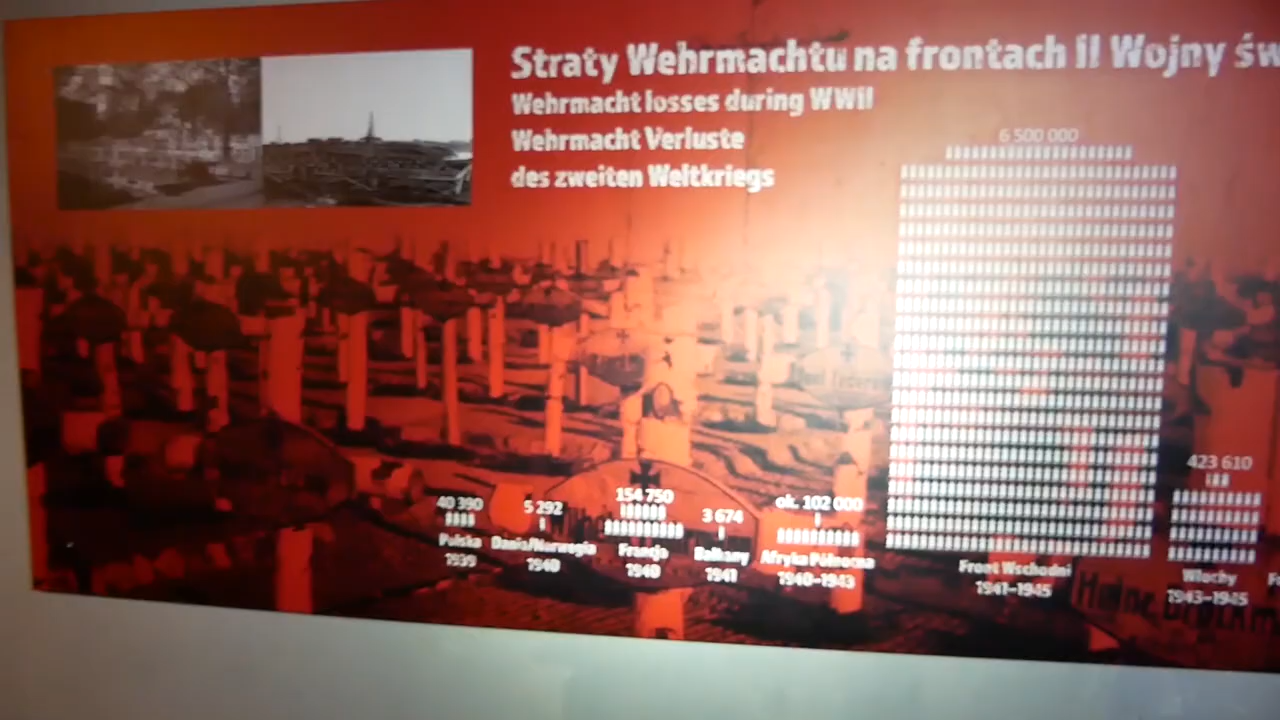 Straty Wehrmachtu na frontach II Wojny św
Wehrmacht losses during WWII
Wehrmacht Verluste
des zweiten Weltkriegs
6 500 000
423 610
40 390
5 292
154 750
3 674
ok. 102 000
Polska
1939
Dania/Norwegia
1940
Francja
1940
Bałkany
1941
Afryka Północna
1940–1943
Front Wschodni
1941–1945
Włochy
1943–1945